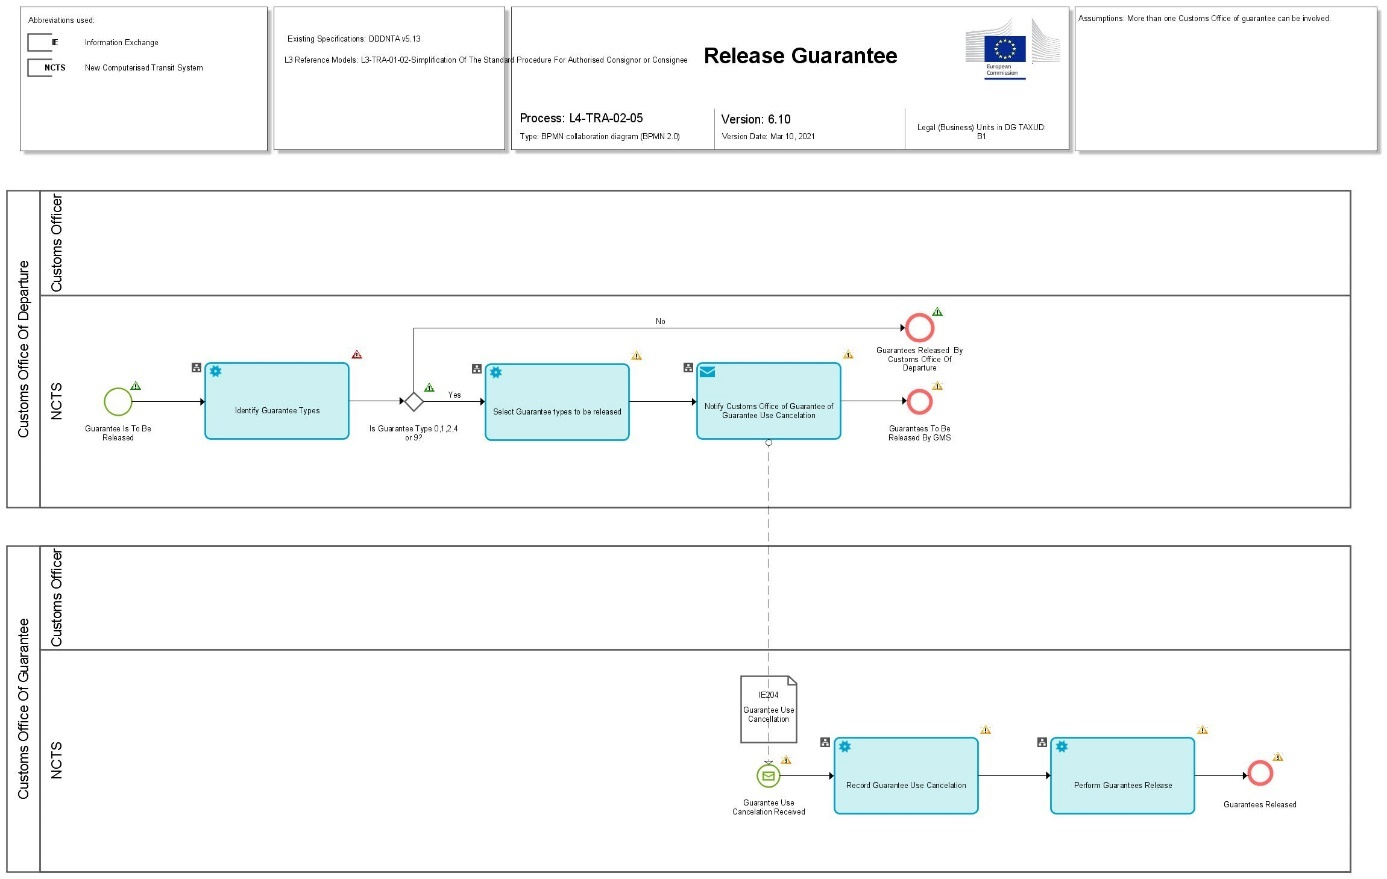 Abbreviations used:
IE
Information Exchange
NCTS
New Computerised Transit System
Existing Specifications: DDDNTA v5.13
L3 Reference Models: L3-TRA-01-02-Simplification Of The Standard Procedure For Authorised Consignor or Consignee
Release Guarantee
European
Commission
Process: L4-TRA-02-05
Type: BPMN collaboration diagram (BPMN 2.0)
Version: 6.10
Version Date: Mar 10, 2021
Legal (Business) Units in DG TAXUD:
B1
Assumptions: More than one Customs Office of guarantee can be involved.
Customs Office Of Departure
Customs Officer
NCTS
Guarantee Is To Be
Released
Identify Guarantee Types
Is Guarantee Type 0,1,2,4
or 9?
No
Yes
Select Guarantee types to be released
Notify Customs Office of Guarantee of
Guarantee Use Cancelation
Guarantees Released By
Customs Office Of
Departure
Guarantees To Be
Released By GMS
Customs Office Of Guarantee
Customs Officer
NCTS
IE204
Guarantee Use
Cancellation
Guarantee Use
Cancelation Received
Record Guarantee Use Cancelation
Perform Guarantees Release
Guarantees Released